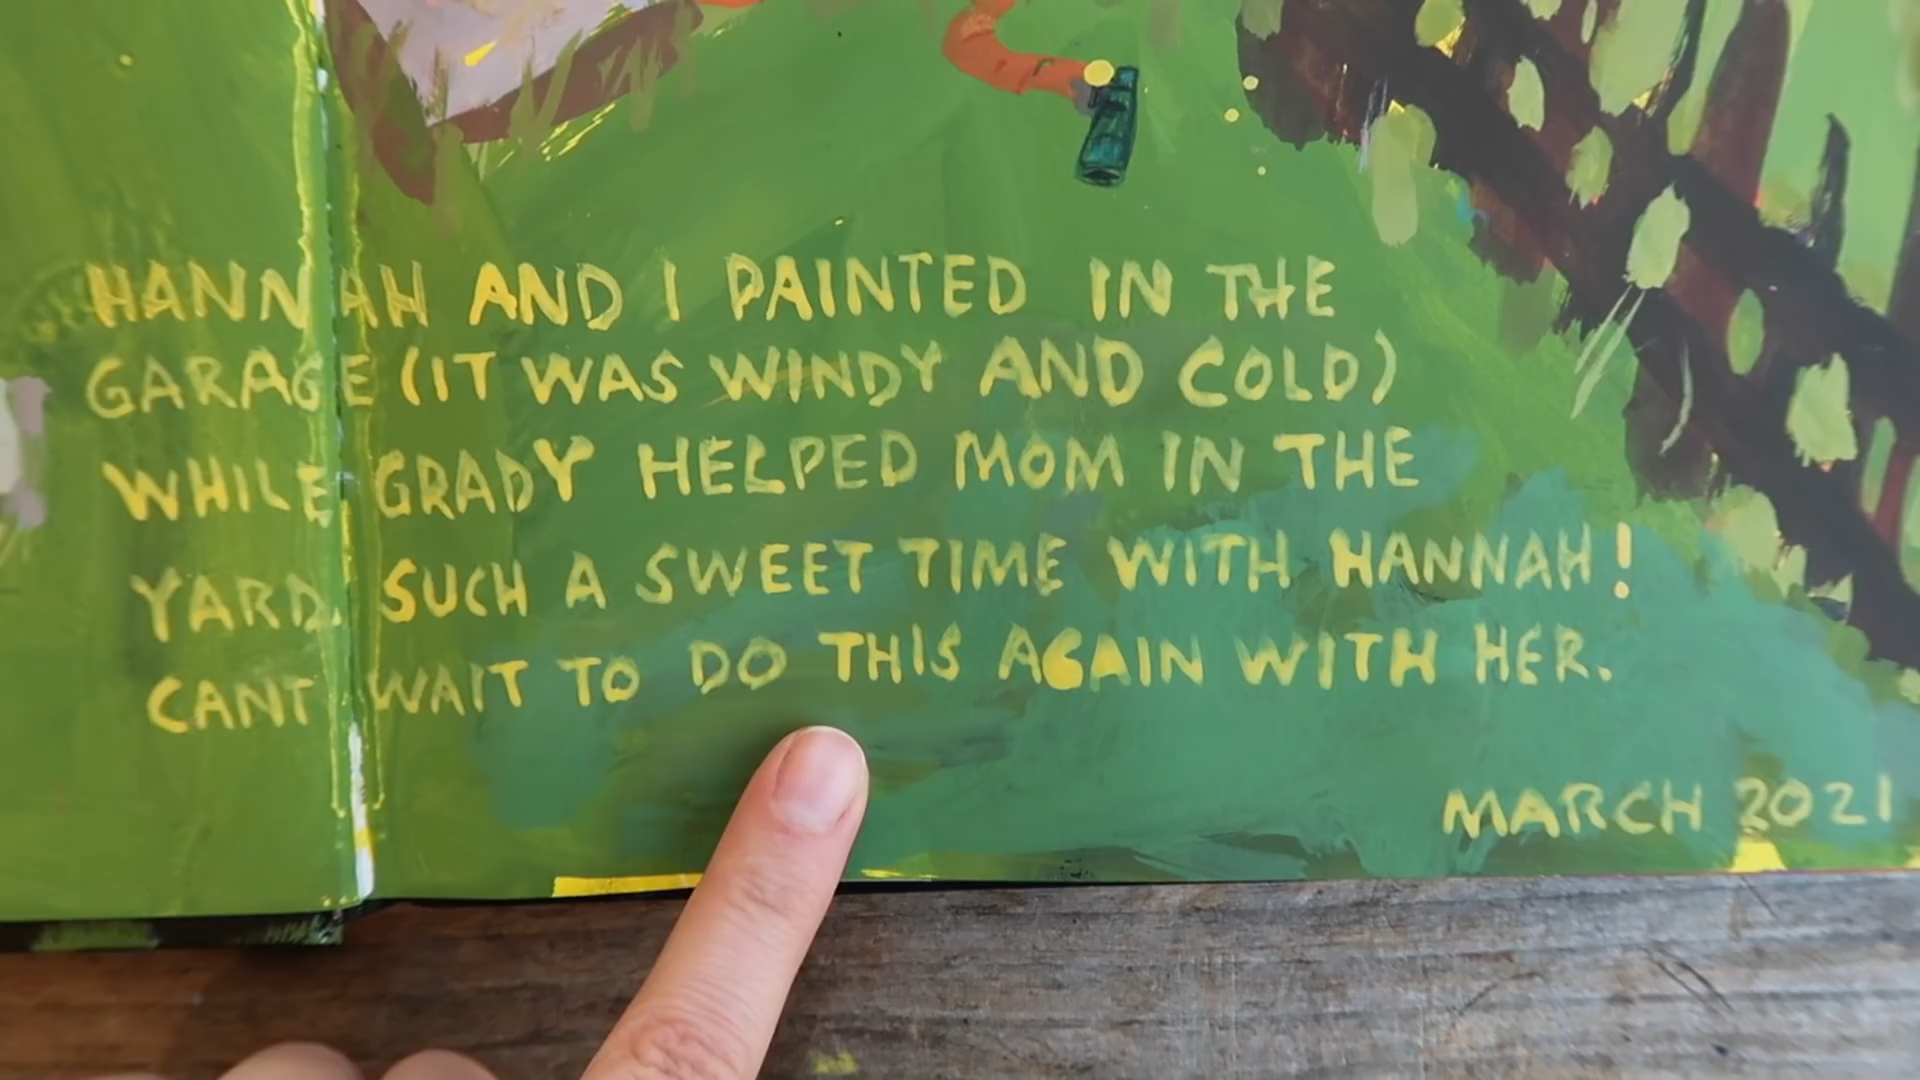 HANNAH AND I PAINTED IN THE
GARAGE (IT WAS WINDY AND COLD)
WHILE GRADY HELPED MOM IN THE
YARD. SUCH A SWEET TIME WITH HANNAH!
CANT WAIT TO DO THIS AGAIN WITH HER.
MARCH 2021